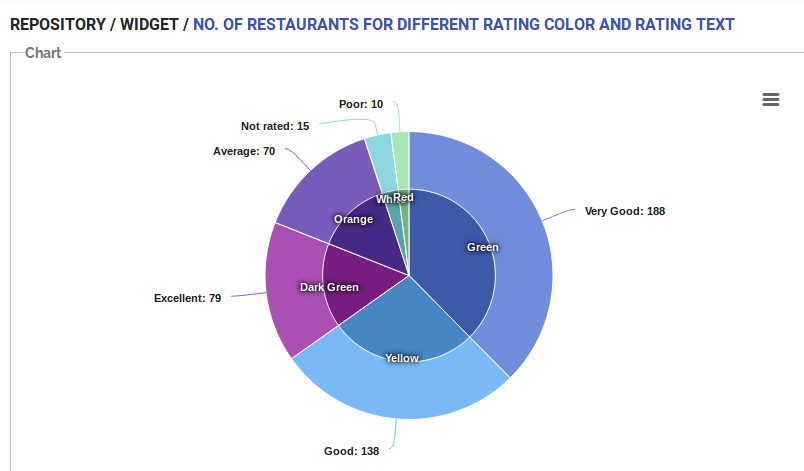 REPOSITORY / WIDGET / NO. OF RESTAURANTS FOR DIFFERENT RATING COLOR AND RATING TEXT
Chart
Poor: 10
Not rated: 15
Average: 70
Red
Orange
Very Good: 188
Green
Dark Green
Excellent: 79
Yellow
Good: 138